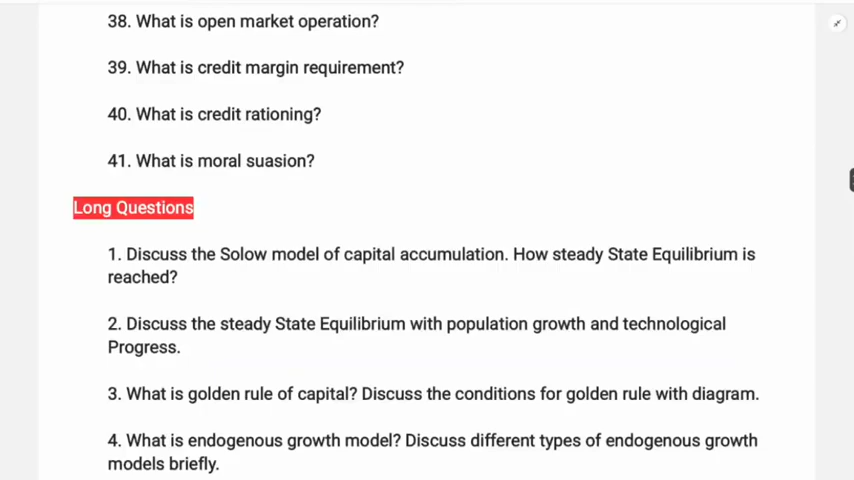 38. What is open market operation?
39. What is credit margin requirement?
40. What is credit rationing?
41. What is moral suasion?
Long Questions
1. Discuss the Solow model of capital accumulation. How steady State Equilibrium is
reached?
2. Discuss the steady State Equilibrium with population growth and technological
Progress.
3. What is golden rule of capital? Discuss the conditions for golden rule with diagram.
4. What is endogenous growth model? Discuss different types of endogenous growth
models briefly.